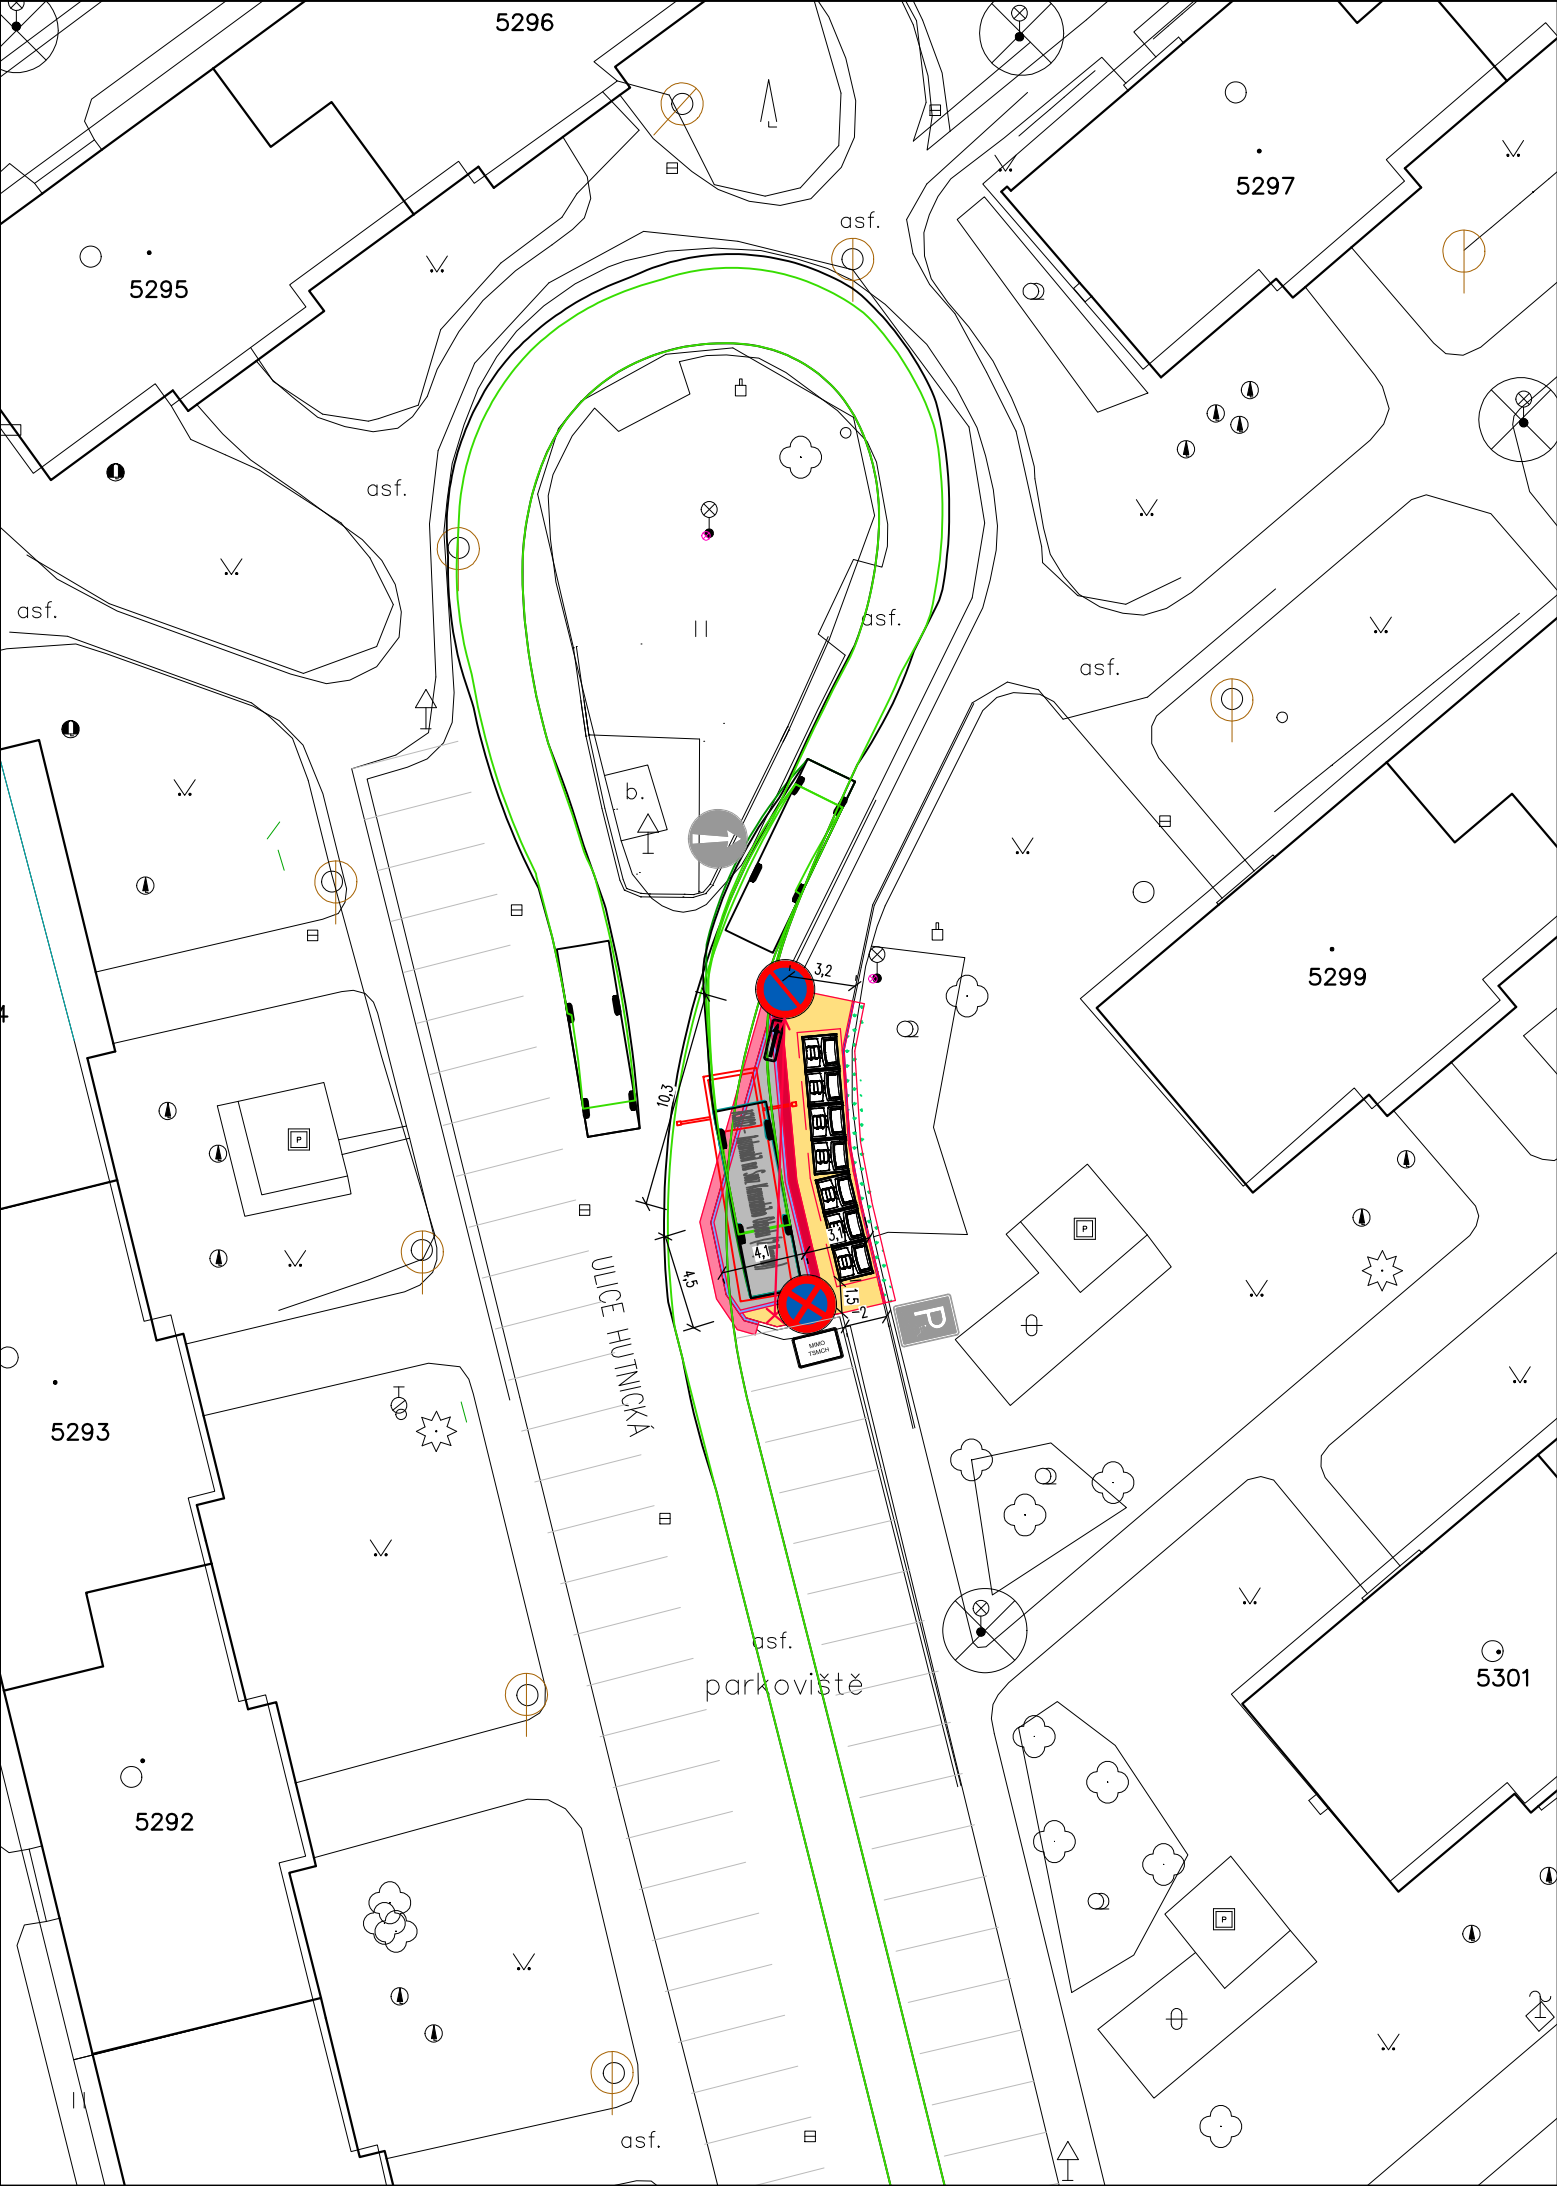 5296
5297
asf.
5295
asf.
asf.
asf.
asf.
b.
3,2
5299
10,3
4,1
3,1
4,5
1,5
2
P
MIMO
TSMCH
ULICE HUTNICKÁ
P
P
5293
asf.
parkoviště
5301
5292
P
asf.